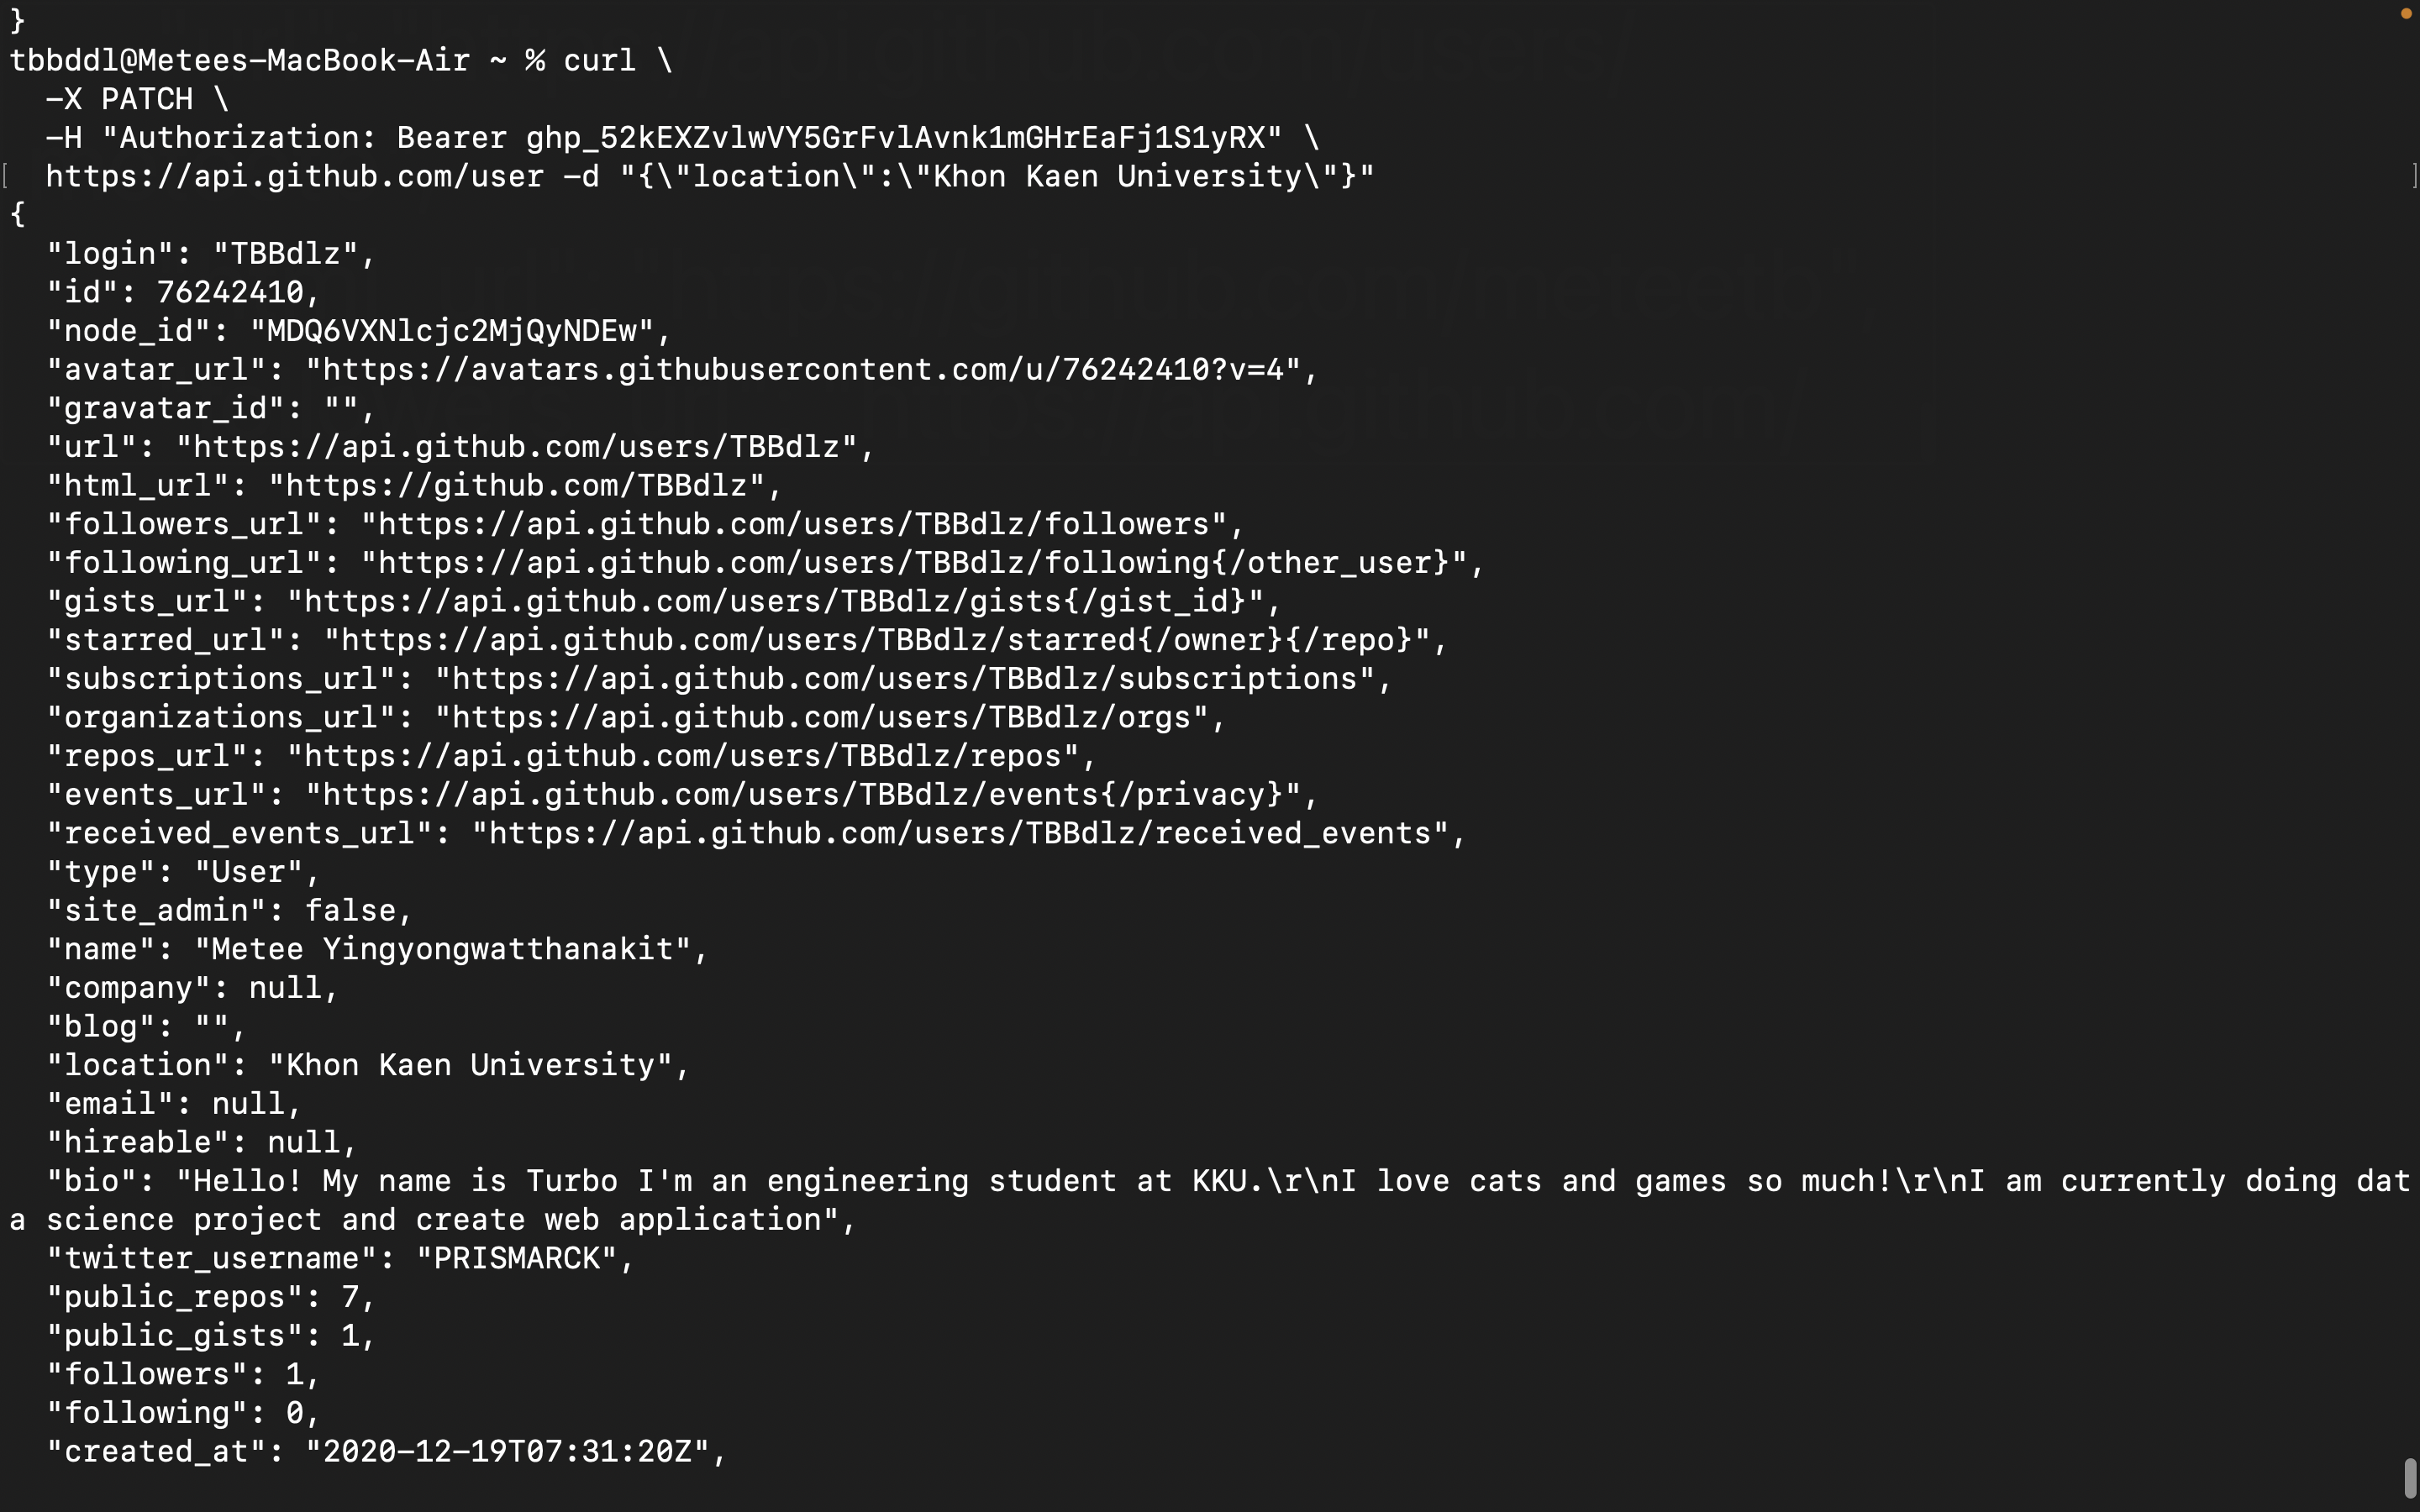 }
tbbddl@Metees-MacBook-Air ~ % curl \
-X PATCH \
-H "Authorization: Bearer [REDACTED]" \
[ https://api.github.com/user -d "{\"location\":\"Khon Kaen University\"}" ]
{
"login": "TBBdlz",
"id": 76242410,
"node_id": "MDQ6VXNlcjc2MjQyNDEw",
"avatar_url": "https://avatars.githubusercontent.com/u/76242410?v=4",
"gravatar_id": "",
"url": "https://api.github.com/users/TBBdlz",
"html_url": "https://github.com/TBBdlz",
"followers_url": "https://api.github.com/users/TBBdlz/followers",
"following_url": "https://api.github.com/users/TBBdlz/following{/other_user}",
"gists_url": "https://api.github.com/users/TBBdlz/gists{/gist_id}",
"starred_url": "https://api.github.com/users/TBBdlz/starred{/owner}{/repo}",
"subscriptions_url": "https://api.github.com/users/TBBdlz/subscriptions",
"organizations_url": "https://api.github.com/users/TBBdlz/orgs",
"repos_url": "https://api.github.com/users/TBBdlz/repos",
"events_url": "https://api.github.com/users/TBBdlz/events{/privacy}",
"received_events_url": "https://api.github.com/users/TBBdlz/received_events",
"type": "User",
"site_admin": false,
"name": "Metee Yingyongwatthanakit",
"company": null,
"blog": "",
"location": "Khon Kaen University",
"email": null,
"hireable": null,
"bio": "Hello! My name is Turbo I'm an engineering student at KKU.\r\nI love cats and games so much!\r\nI am currently doing dat
a science project and create web application",
"twitter_username": "PRISMARCK",
"public_repos": 7,
"public_gists": 1,
"followers": 1,
"following": 0,
"created_at": "2020-12-19T07:31:20Z",